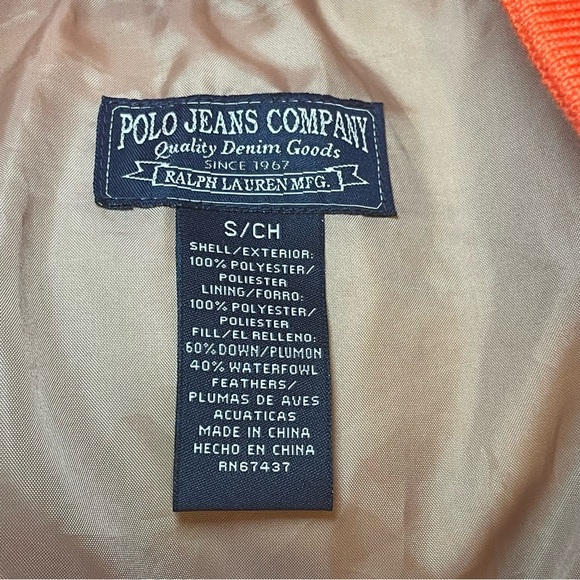 POLO JEANS COMPANY
Quality Denim Goods
SINCE 1967
RALPH LAUREN MFG.
S/CH
SHELL/EXTERIOR:
100% POLYESTER/
POLIESTER
LINING/FORRO:
100% POLYESTER/
POLIESTER
FILL/EL RELLENO:
60% DOWN/PLUMON
40% WATERFOWL
FEATHERS/
PLUMAS DE AVES
ACUATICAS
MADE IN CHINA
HECHO EN CHINA
RN67437